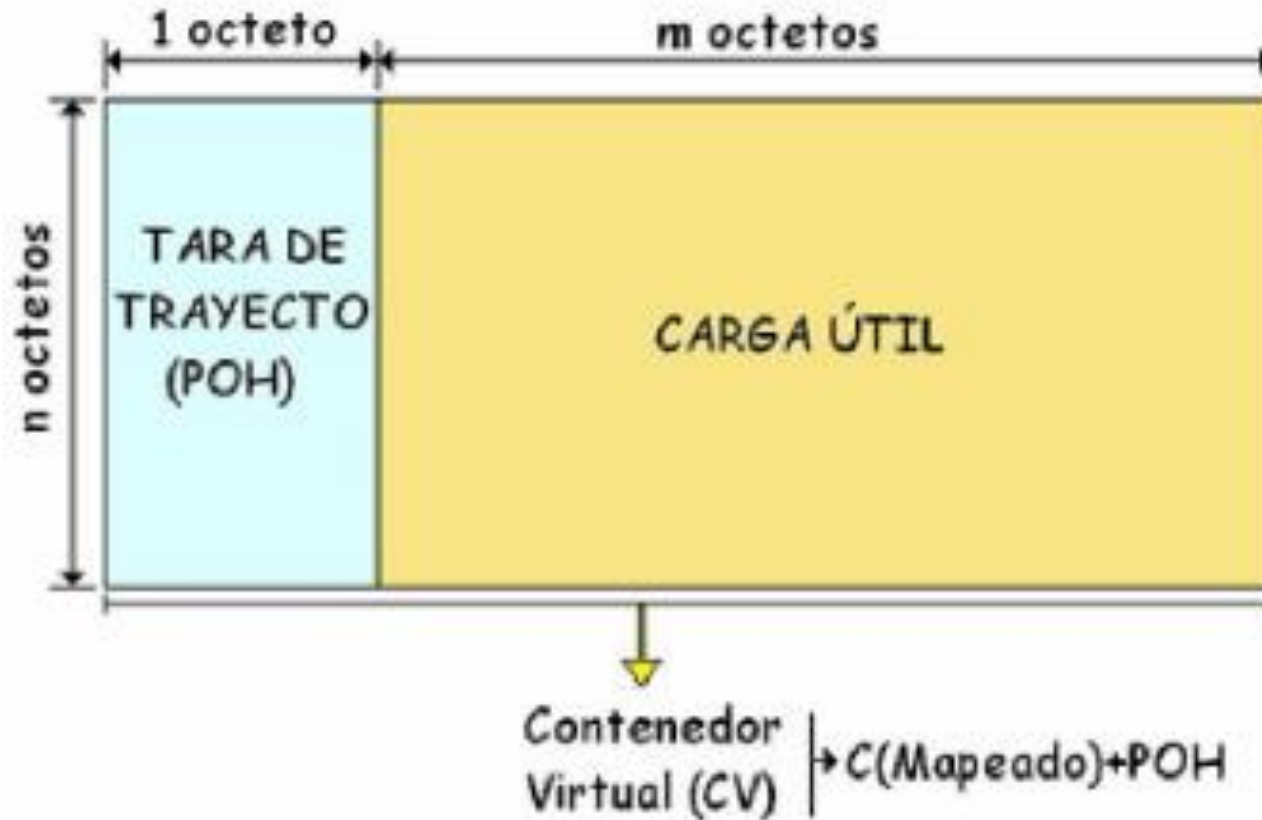 1 octeto
m octetos
n octetos
TARA DE
TRAYECTO
(POH)
CARGA ÚTIL
Contenedor
Virtual (CV)
C(Mapeado)+POH